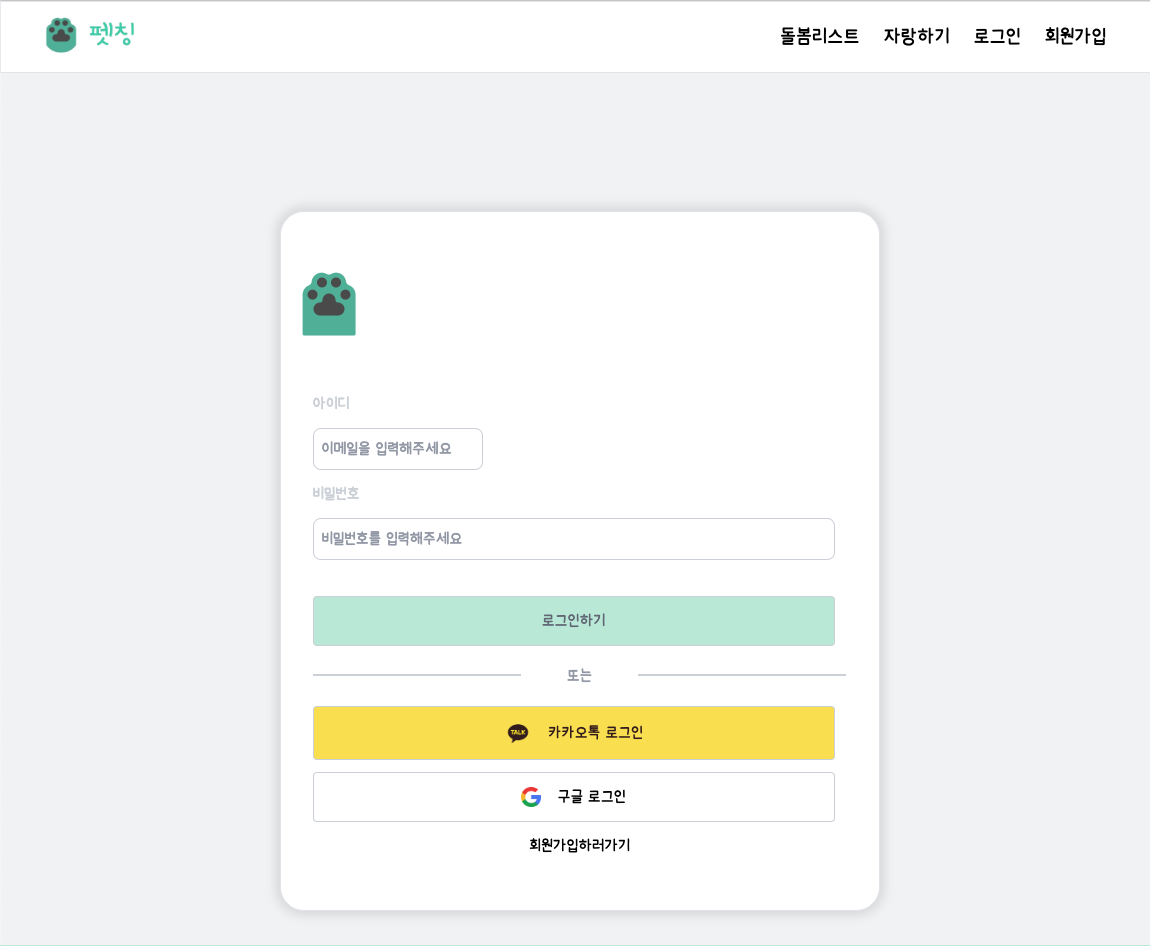 펫칭
돌봄리스트 자랑하기 로그인 회원가입
아이디
이메일을 입력해주세요
비밀번호
비밀번호를 입력해주세요
로그인하기
또는
TALK 카카오톡 로그인
구글 로그인
회원가입하러가기